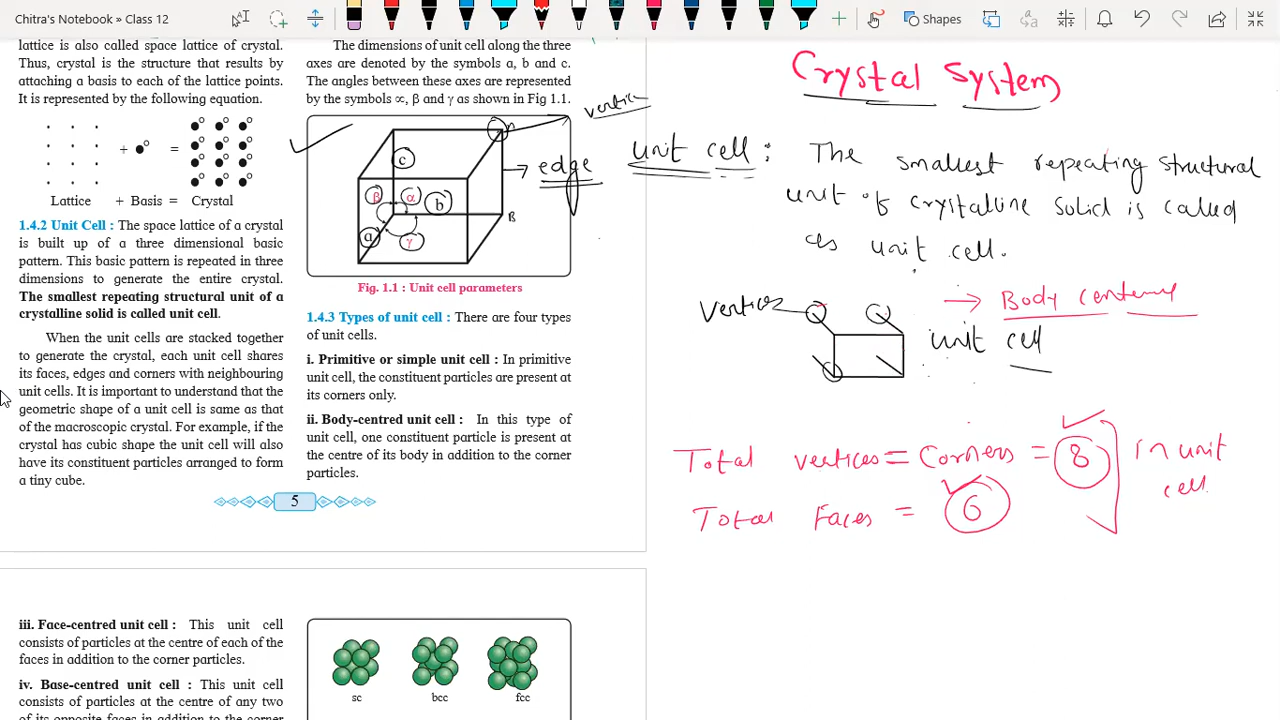 Chitra's Notebook » Class 12
Shapes
lattice is also called space lattice of crystal.
Thus, crystal is the structure that results by
attaching a basis to each of the lattice points.
It is represented by the following equation.
+ =
Lattice + Basis = Crystal
1.4.2 Unit Cell: The space lattice of a crystal
is built up of a three dimensional basic
pattern. This basic pattern is repeated in three
dimensions to generate the entire crystal.
The smallest repeating structural unit of a
crystalline solid is called unit cell.
When the unit cells are stacked together
to generate the crystal, each unit cell shares
its faces, edges and corners with neighbouring
unit cells. It is important to understand that the
geometric shape of a unit cell is same as that
of the macroscopic crystal. For example, if the
crystal has cubic shape the unit cell will also
have its constituent particles arranged to form
a tiny cube.
The dimensions of unit cell along the three
axes are denoted by the symbols a, b and c.
The angles between these axes are represented
by the symbols ∝, β and γ as shown in Fig 1.1.
c
edge
β α b
B
a γ
Fig. 1.1 : Unit cell parameters
1.4.3 Types of unit cell : There are four types
of unit cells.
i. Primitive or simple unit cell : In primitive
unit cell, the constituent particles are present at
its corners only.
ii. Body-centred unit cell : In this type of
unit cell, one constituent particle is present at
the centre of its body in addition to the corner
particles.
5
iii. Face-centred unit cell : This unit cell
consists of particles at the centre of each of the
faces in addition to the corner particles.
iv. Base-centred unit cell : This unit cell
consists of particles at the centre of any two
of its opposite faces in addition to the corner
sc bcc fcc
Crystal System
unit cell : The smallest repeating structural
unit of crystalline solid is called
as unit cell.
→ Body
Vertices
unit cell
Total vertices = Corners = 8
in unit
cell.
Total Faces = 6